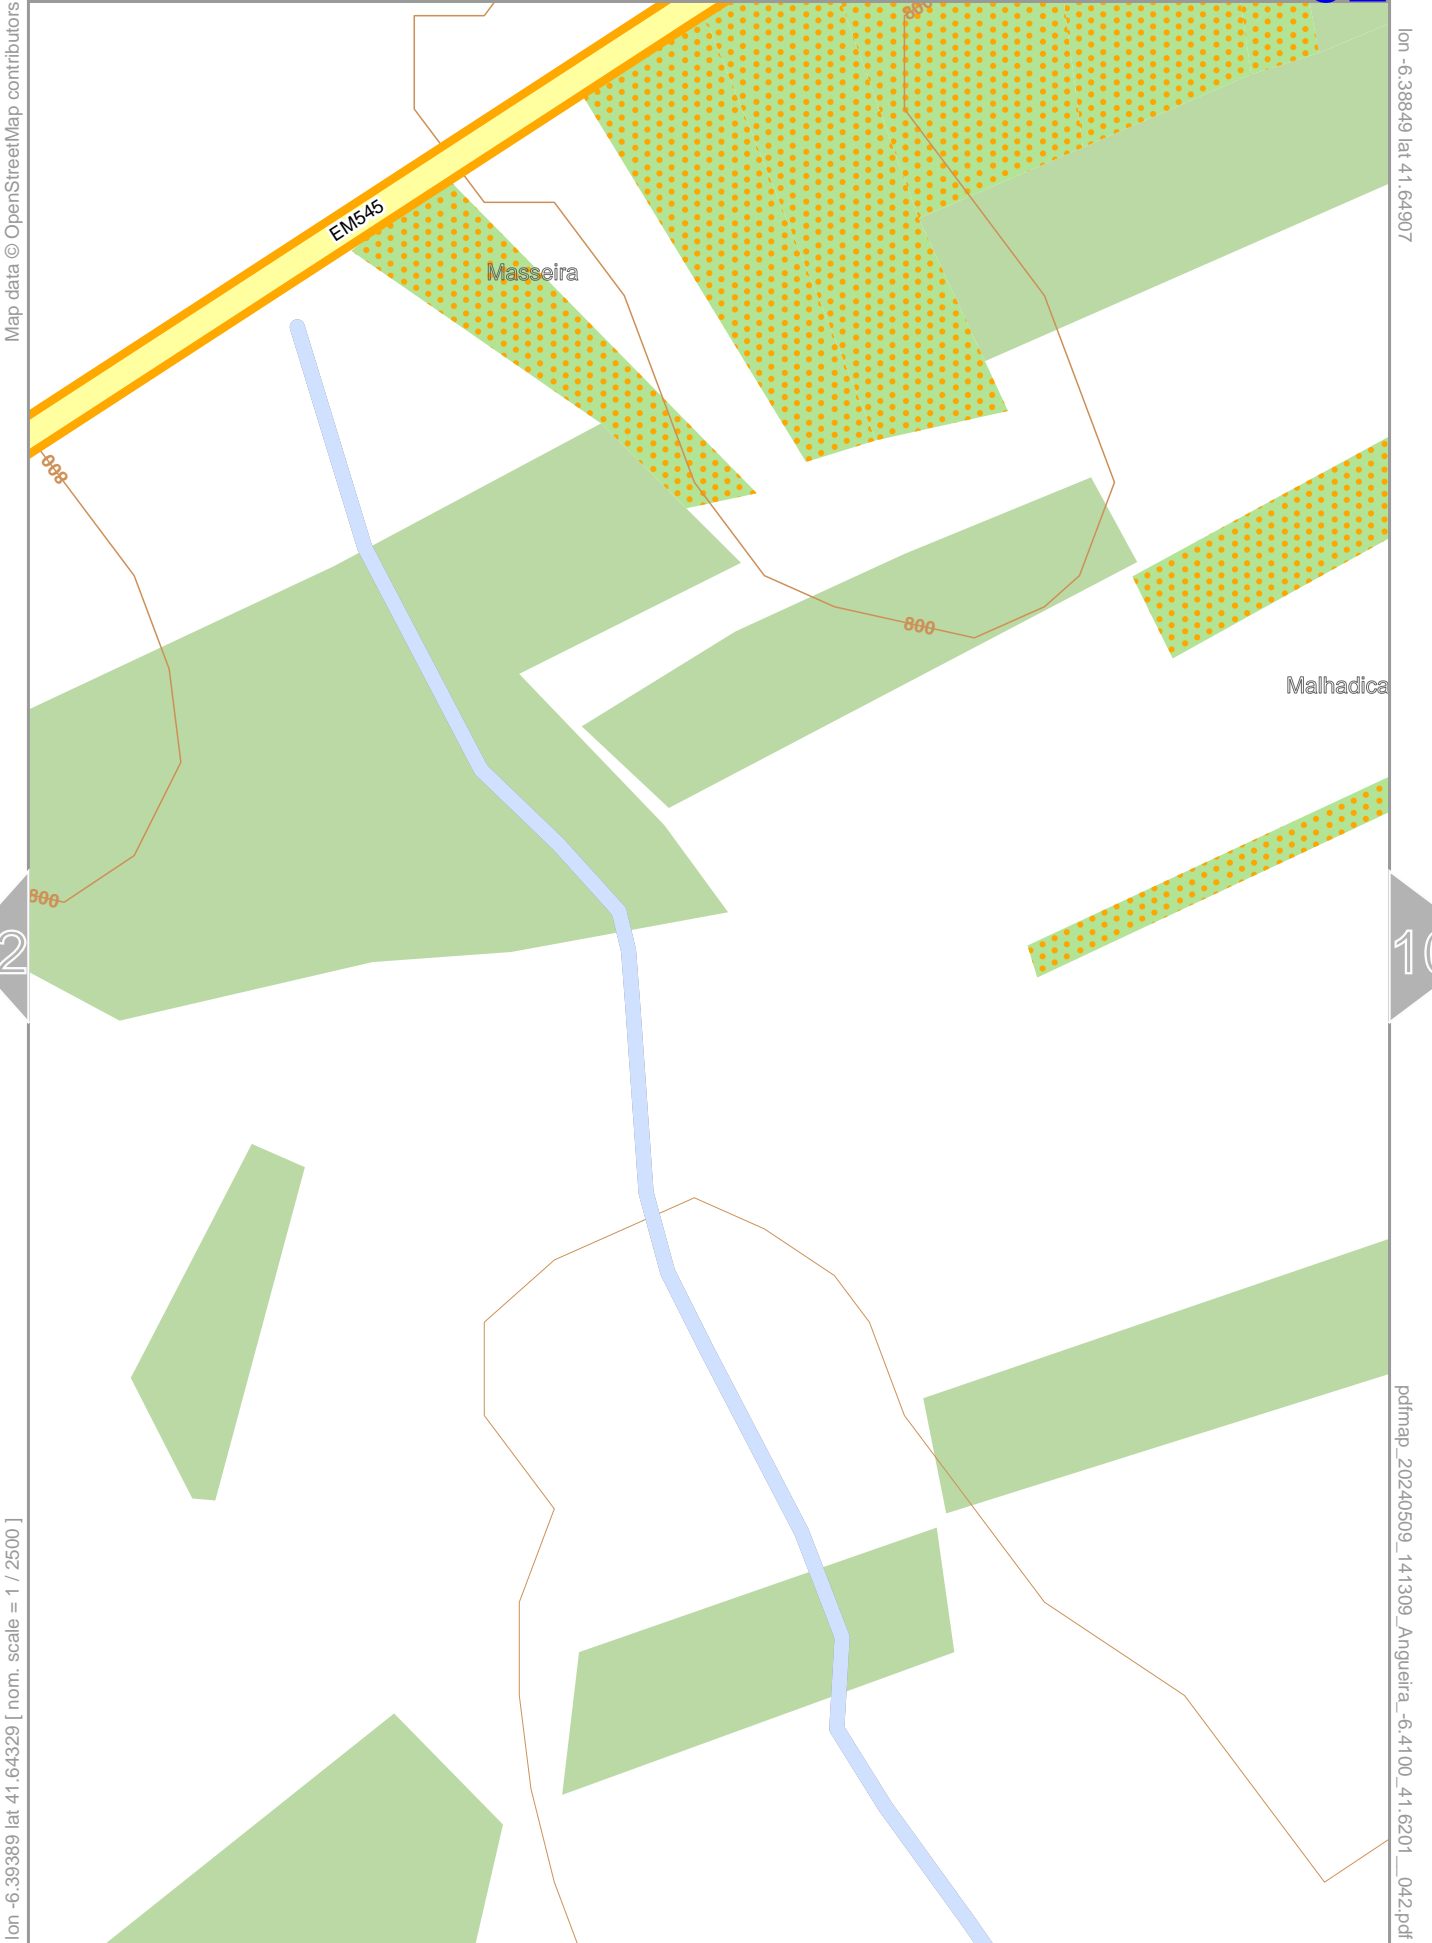 Map data © OpenStreetMap contributors
lon -6.38849 lat 41.64907
800
EM545
Masseira
800
800
Malhadica
800
2
10
lon -6.39389 lat 41.64329 [ nom. scale = 1 / 2500 ]
pdfmap_20240509_141309_Angueira_-6.4100_41.6201__042.pdf